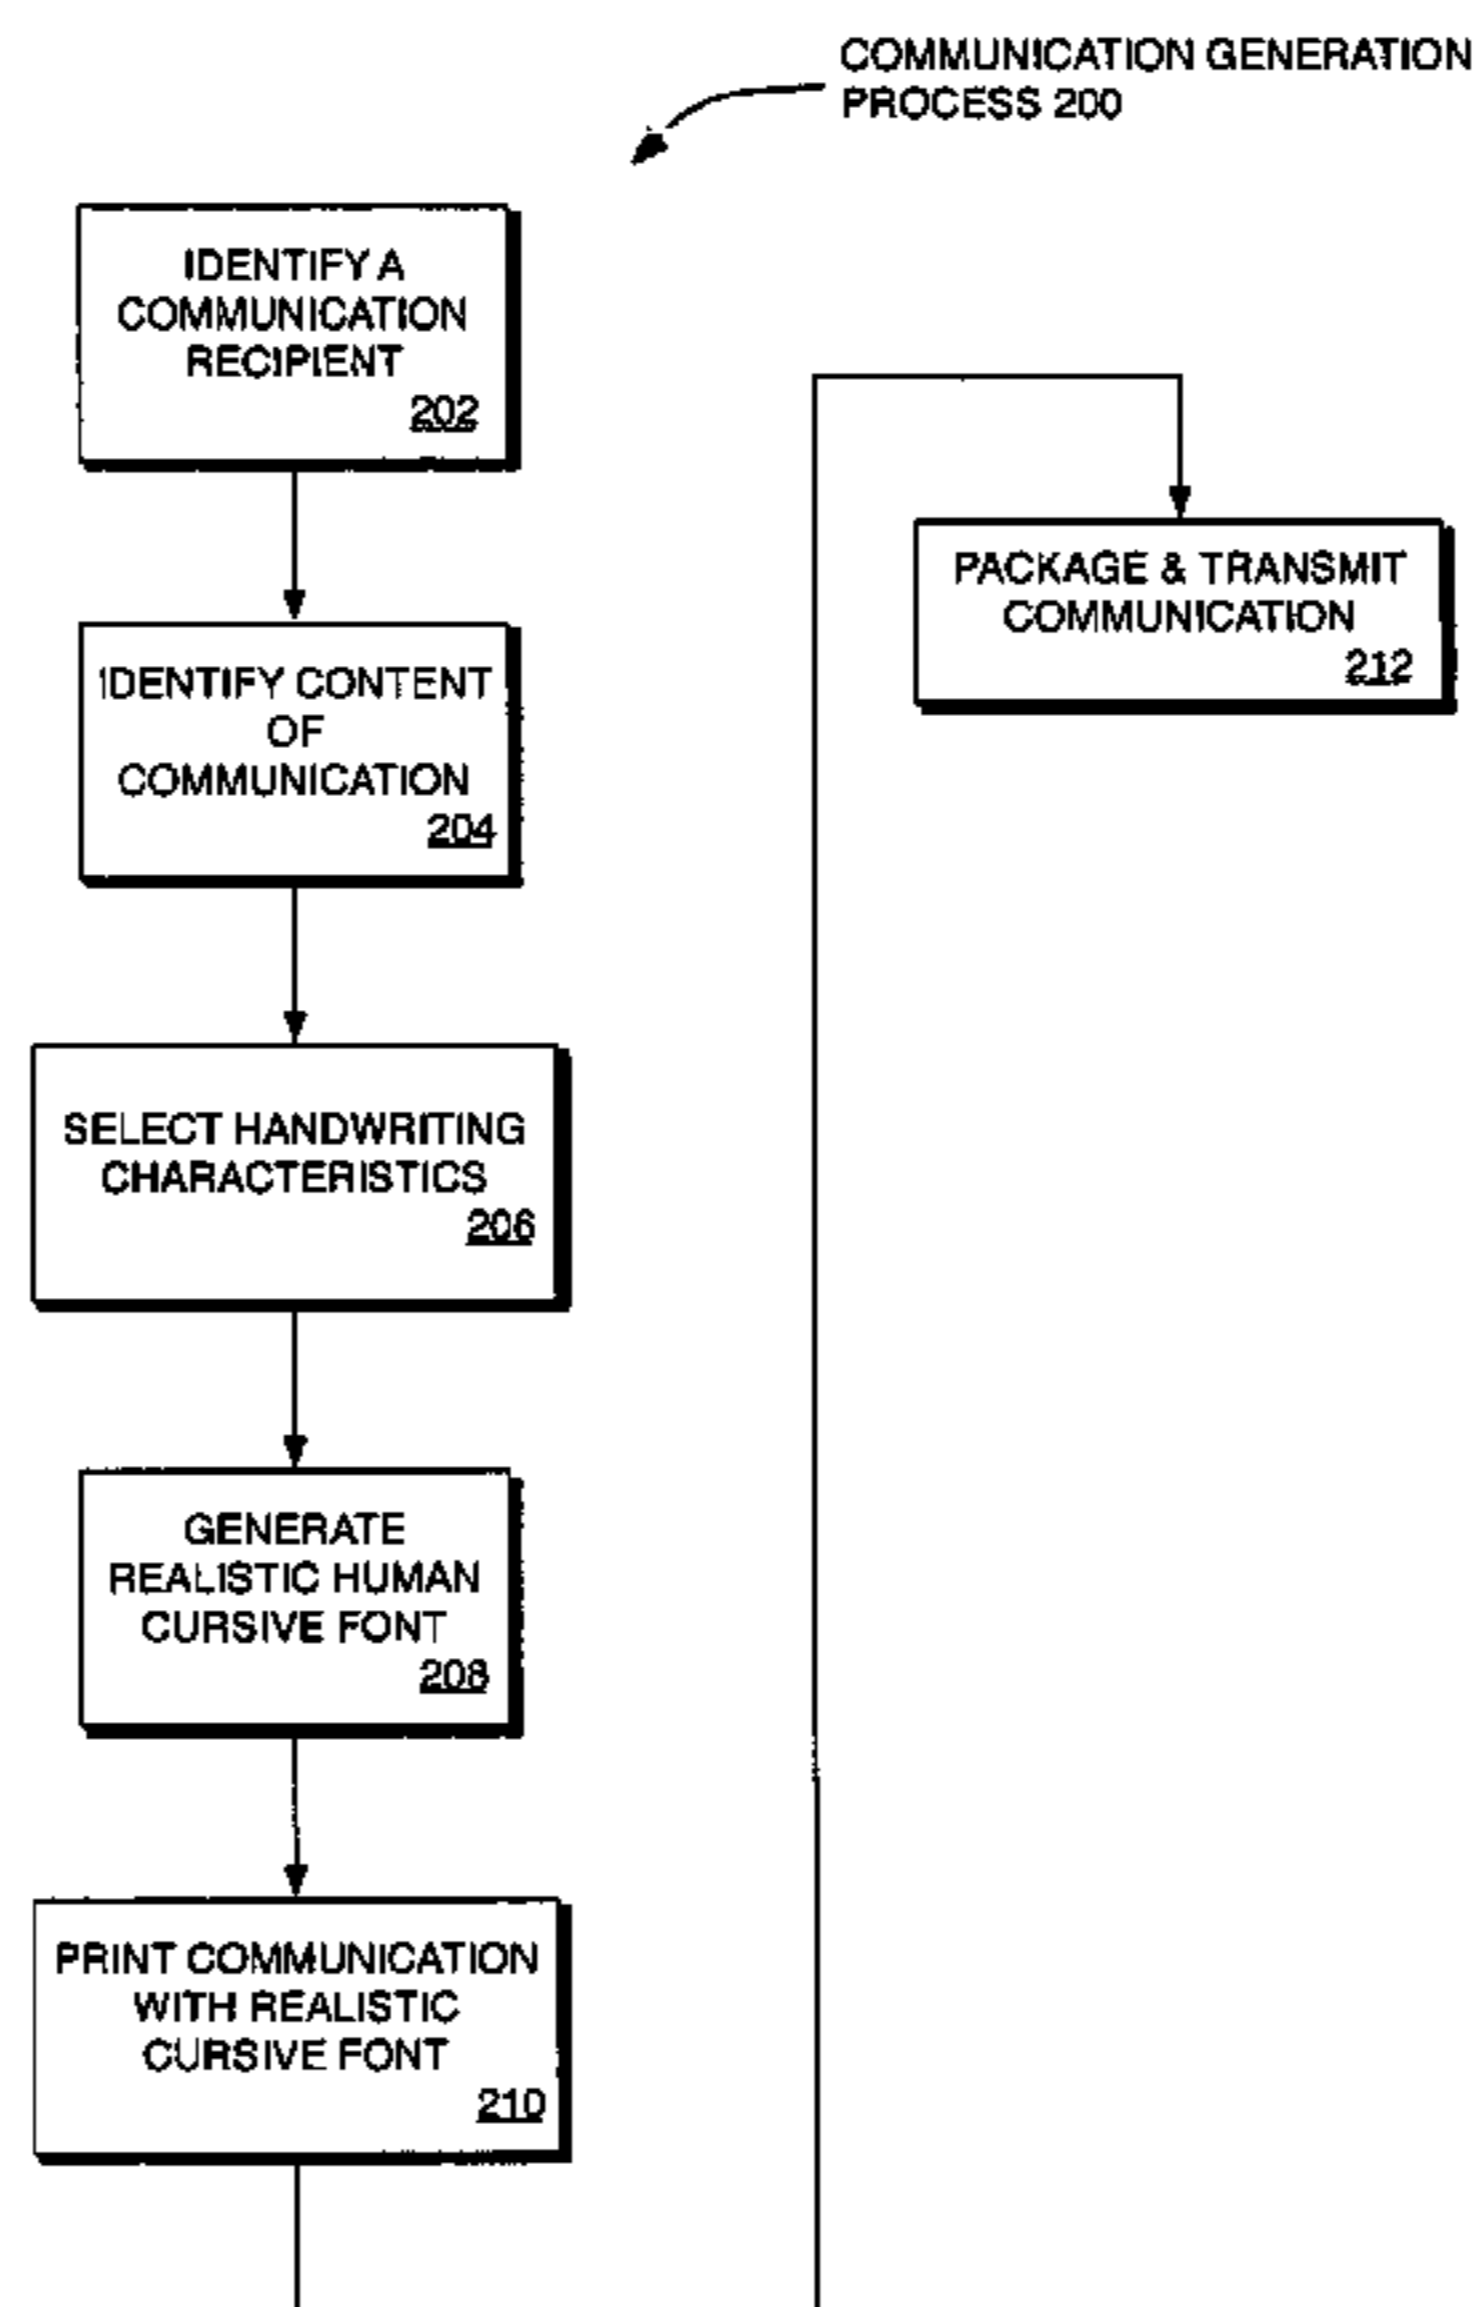 COMMUNICATION GENERATION
PROCESS 200
IDENTIFY A
COMMUNICATION
RECIPIENT
202
IDENTIFY CONTENT
OF
COMMUNICATION
204
SELECT HANDWRITING
CHARACTERISTICS
206
GENERATE
REALISTIC HUMAN
CURSIVE FONT
208
PRINT COMMUNICATION
WITH REALISTIC
CURSIVE FONT
210
PACKAGE & TRANSMIT
COMMUNICATION
212